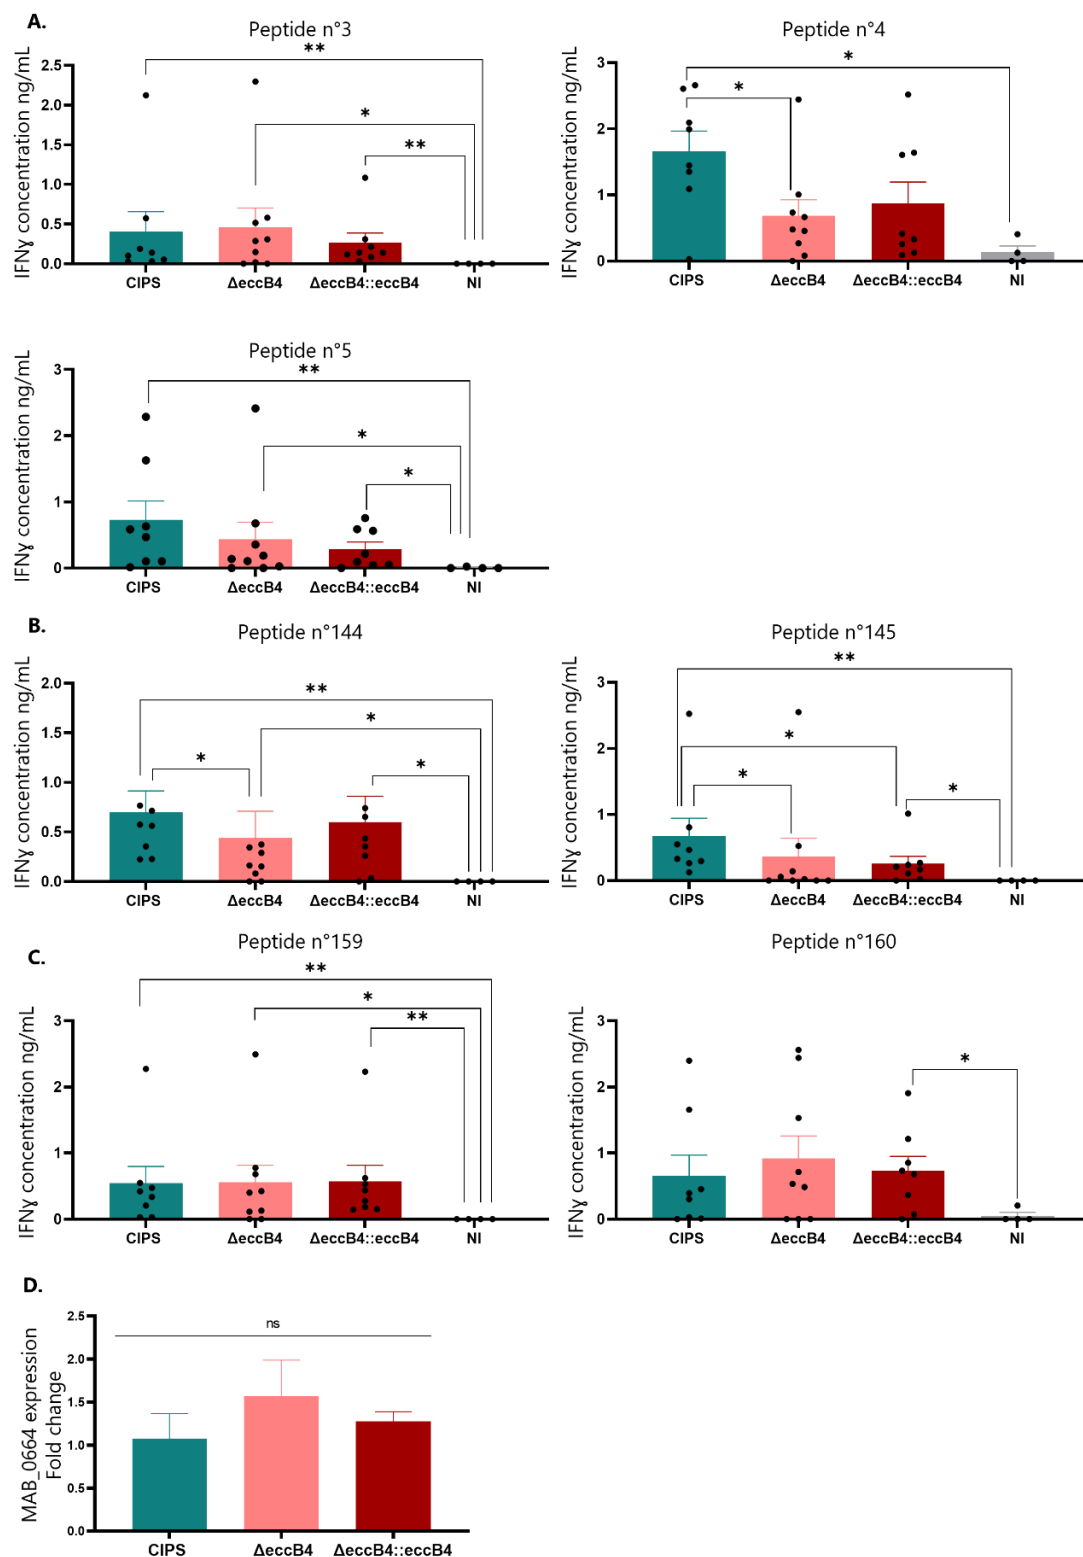 A.
Peptide n°3
IFNɣ concentration ng/mL
2.5
2.0
1.5
1.0
0.5
0.0
**
*
**
CIPS ΔeccB4 ΔeccB4::eccB4 NI
Peptide n°4
IFNɣ concentration ng/mL
3
2
1
0
*
*
CIPS ΔeccB4 ΔeccB4::eccB4 NI
Peptide n°5
IFNɣ concentration ng/mL
3
2
1
0
**
*
*
CIPS ΔeccB4 ΔeccB4::eccB4 NI
B.
Peptide n°144
IFNɣ concentration ng/mL
2.0
1.5
1.0
0.5
0.0
**
*
*
*
CIPS ΔeccB4 ΔeccB4::eccB4 NI
Peptide n°145
IFNɣ concentration ng/mL
3
2
1
0
**
*
*
*
CIPS ΔeccB4 ΔeccB4::eccB4 NI
C.
Peptide n°159
IFNɣ concentration ng/mL
3
2
1
0
**
*
**
CIPS ΔeccB4 ΔeccB4::eccB4 NI
Peptide n°160
IFNɣ concentration ng/mL
3
2
1
0
*
CIPS ΔeccB4 ΔeccB4::eccB4 NI
D.
MAB_0664 expression
Fold change
2.5
2.0
1.5
1.0
0.5
0.0
ns
CIPS ΔeccB4 ΔeccB4::eccB4